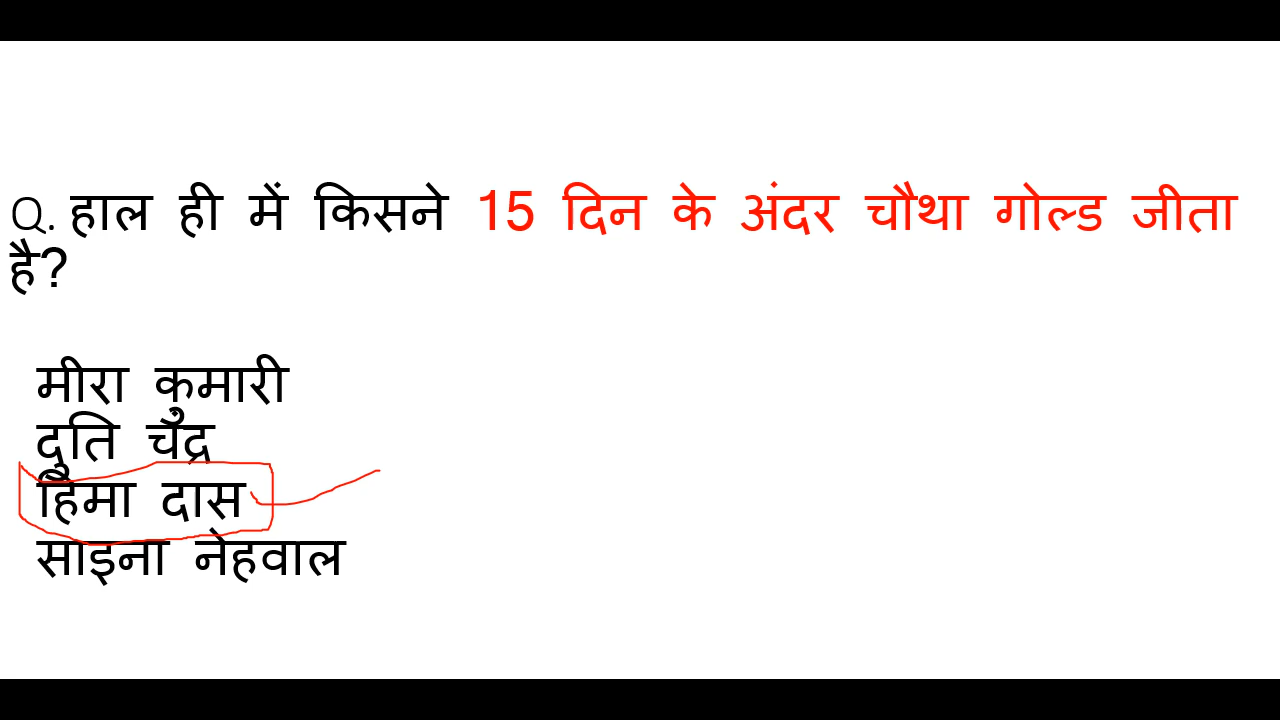 Q. हाल ही में किसने 15 दिन के अंदर चौथा गोल्ड जीता
है?
मीरा कुमारी
दुति चंद्र
हिमा दास
साइना नेहवाल